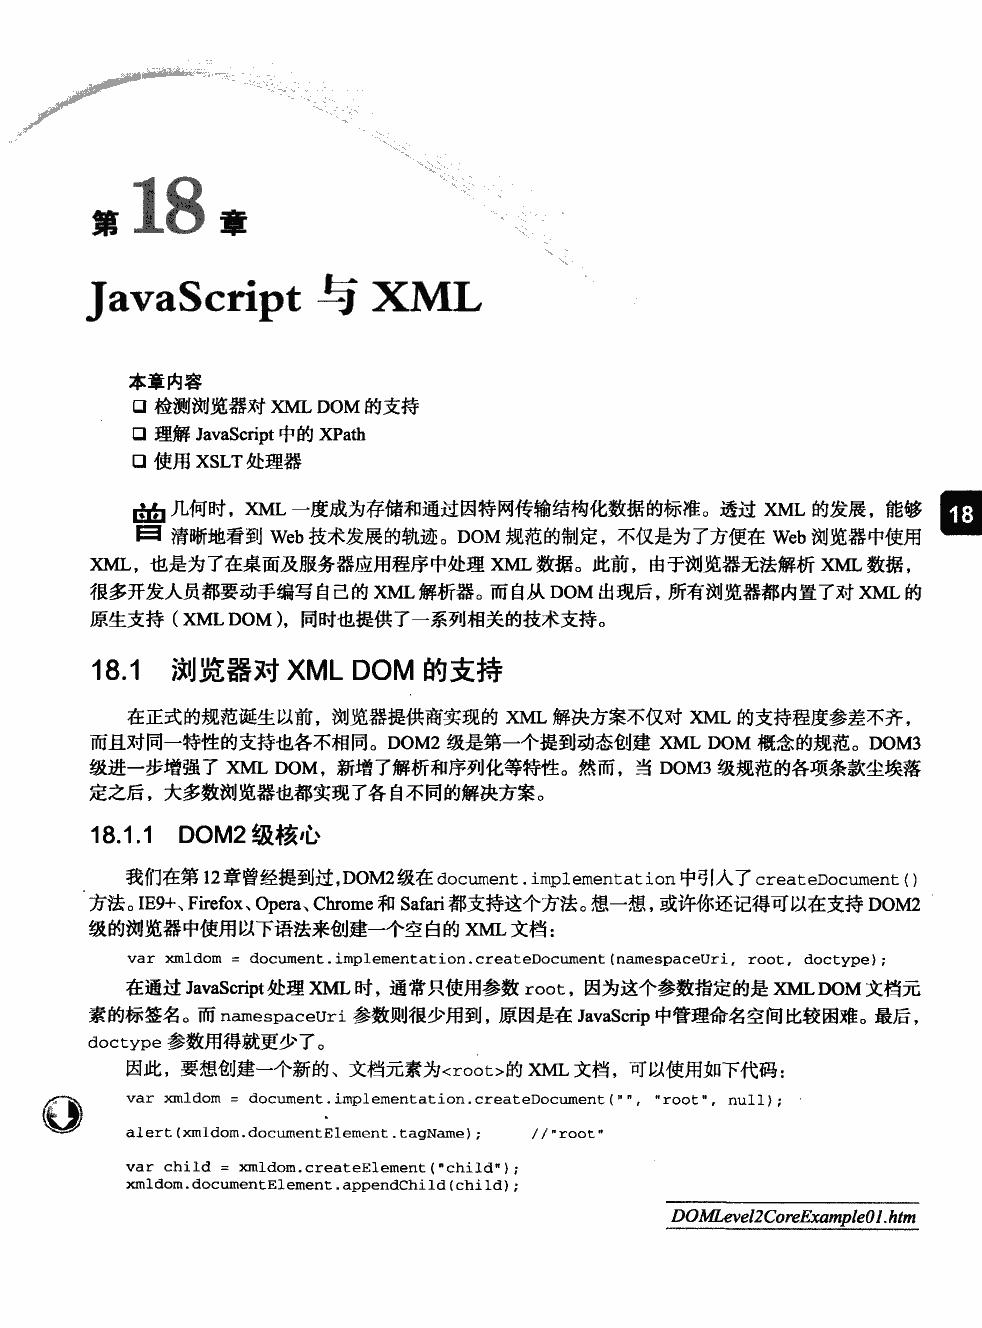 第18章
JavaScript 与 XML
本章内容
❑ 检测浏览器对 XML DOM 的支持
❑ 理解 JavaScript 中的 XPath
❑ 使用 XSLT 处理器
曾几何时，XML 一度成为存储和通过因特网传输结构化数据的标准。透过 XML 的发展，能够
清晰地看到 Web 技术发展的轨迹。DOM 规范的制定，不仅是为了方便在 Web 浏览器中使用
18
XML，也是为了在桌面及服务器应用程序中处理 XML 数据。此前，由于浏览器无法解析 XML 数据，
很多开发人员都要动手编写自己的 XML 解析器。而自从 DOM 出现后，所有浏览器都内置了对 XML 的
原生支持（XML DOM），同时也提供了一系列相关的技术支持。
18.1 浏览器对 XML DOM 的支持
在正式的规范诞生以前，浏览器提供商实现的 XML 解决方案不仅对 XML 的支持程度参差不齐，
而且对同一特性的支持也各不相同。DOM2 级是第一个提到动态创建 XML DOM 概念的规范。DOM3
级进一步增强了 XML DOM，新增了解析和序列化等特性。然而，当 DOM3 级规范的各项条款尘埃落
定之后，大多数浏览器也都实现了各自不同的解决方案。
18.1.1 DOM2 级核心
我们在第 12 章曾经提到过，DOM2 级在 document.implementation 中引入了 createDocument()
方法。IE9+、Firefox、Opera、Chrome 和 Safari 都支持这个方法。想一想，或许你还记得可以在支持 DOM2
级的浏览器中使用以下语法来创建一个空白的 XML 文档：
var xmldom = document.implementation.createDocument(namespaceUri, root, doctype);
在通过 JavaScript 处理 XML 时，通常只使用参数 root，因为这个参数指定的是 XML DOM 文档元
素的标签名。而 namespaceUri 参数则很少用到，原因是在 JavaScrip 中管理命名空间比较困难。最后，
doctype 参数用得就更少了。
因此，要想创建一个新的、文档元素为<root>的 XML 文档，可以使用如下代码：
var xmldom = document.implementation.createDocument("", "root", null);
alert(xmldom.documentElement.tagName); //"root"
var child = xmldom.createElement("child");
xmldom.documentElement.appendChild(child);
DOMLevel2CoreExample01.htm